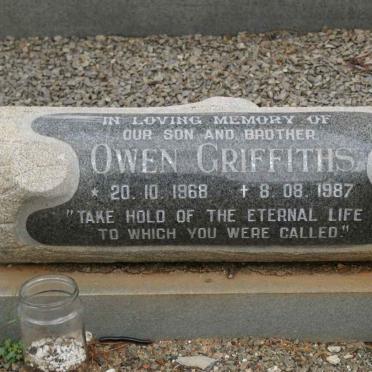 IN LOVING MEMORY OF
OUR SON AND BROTHER
OWEN GRIFFITHS
* 20.10.1968 † 8.08.1987
"TAKE HOLD OF THE ETERNAL LIFE
TO WHICH YOU WERE CALLED."